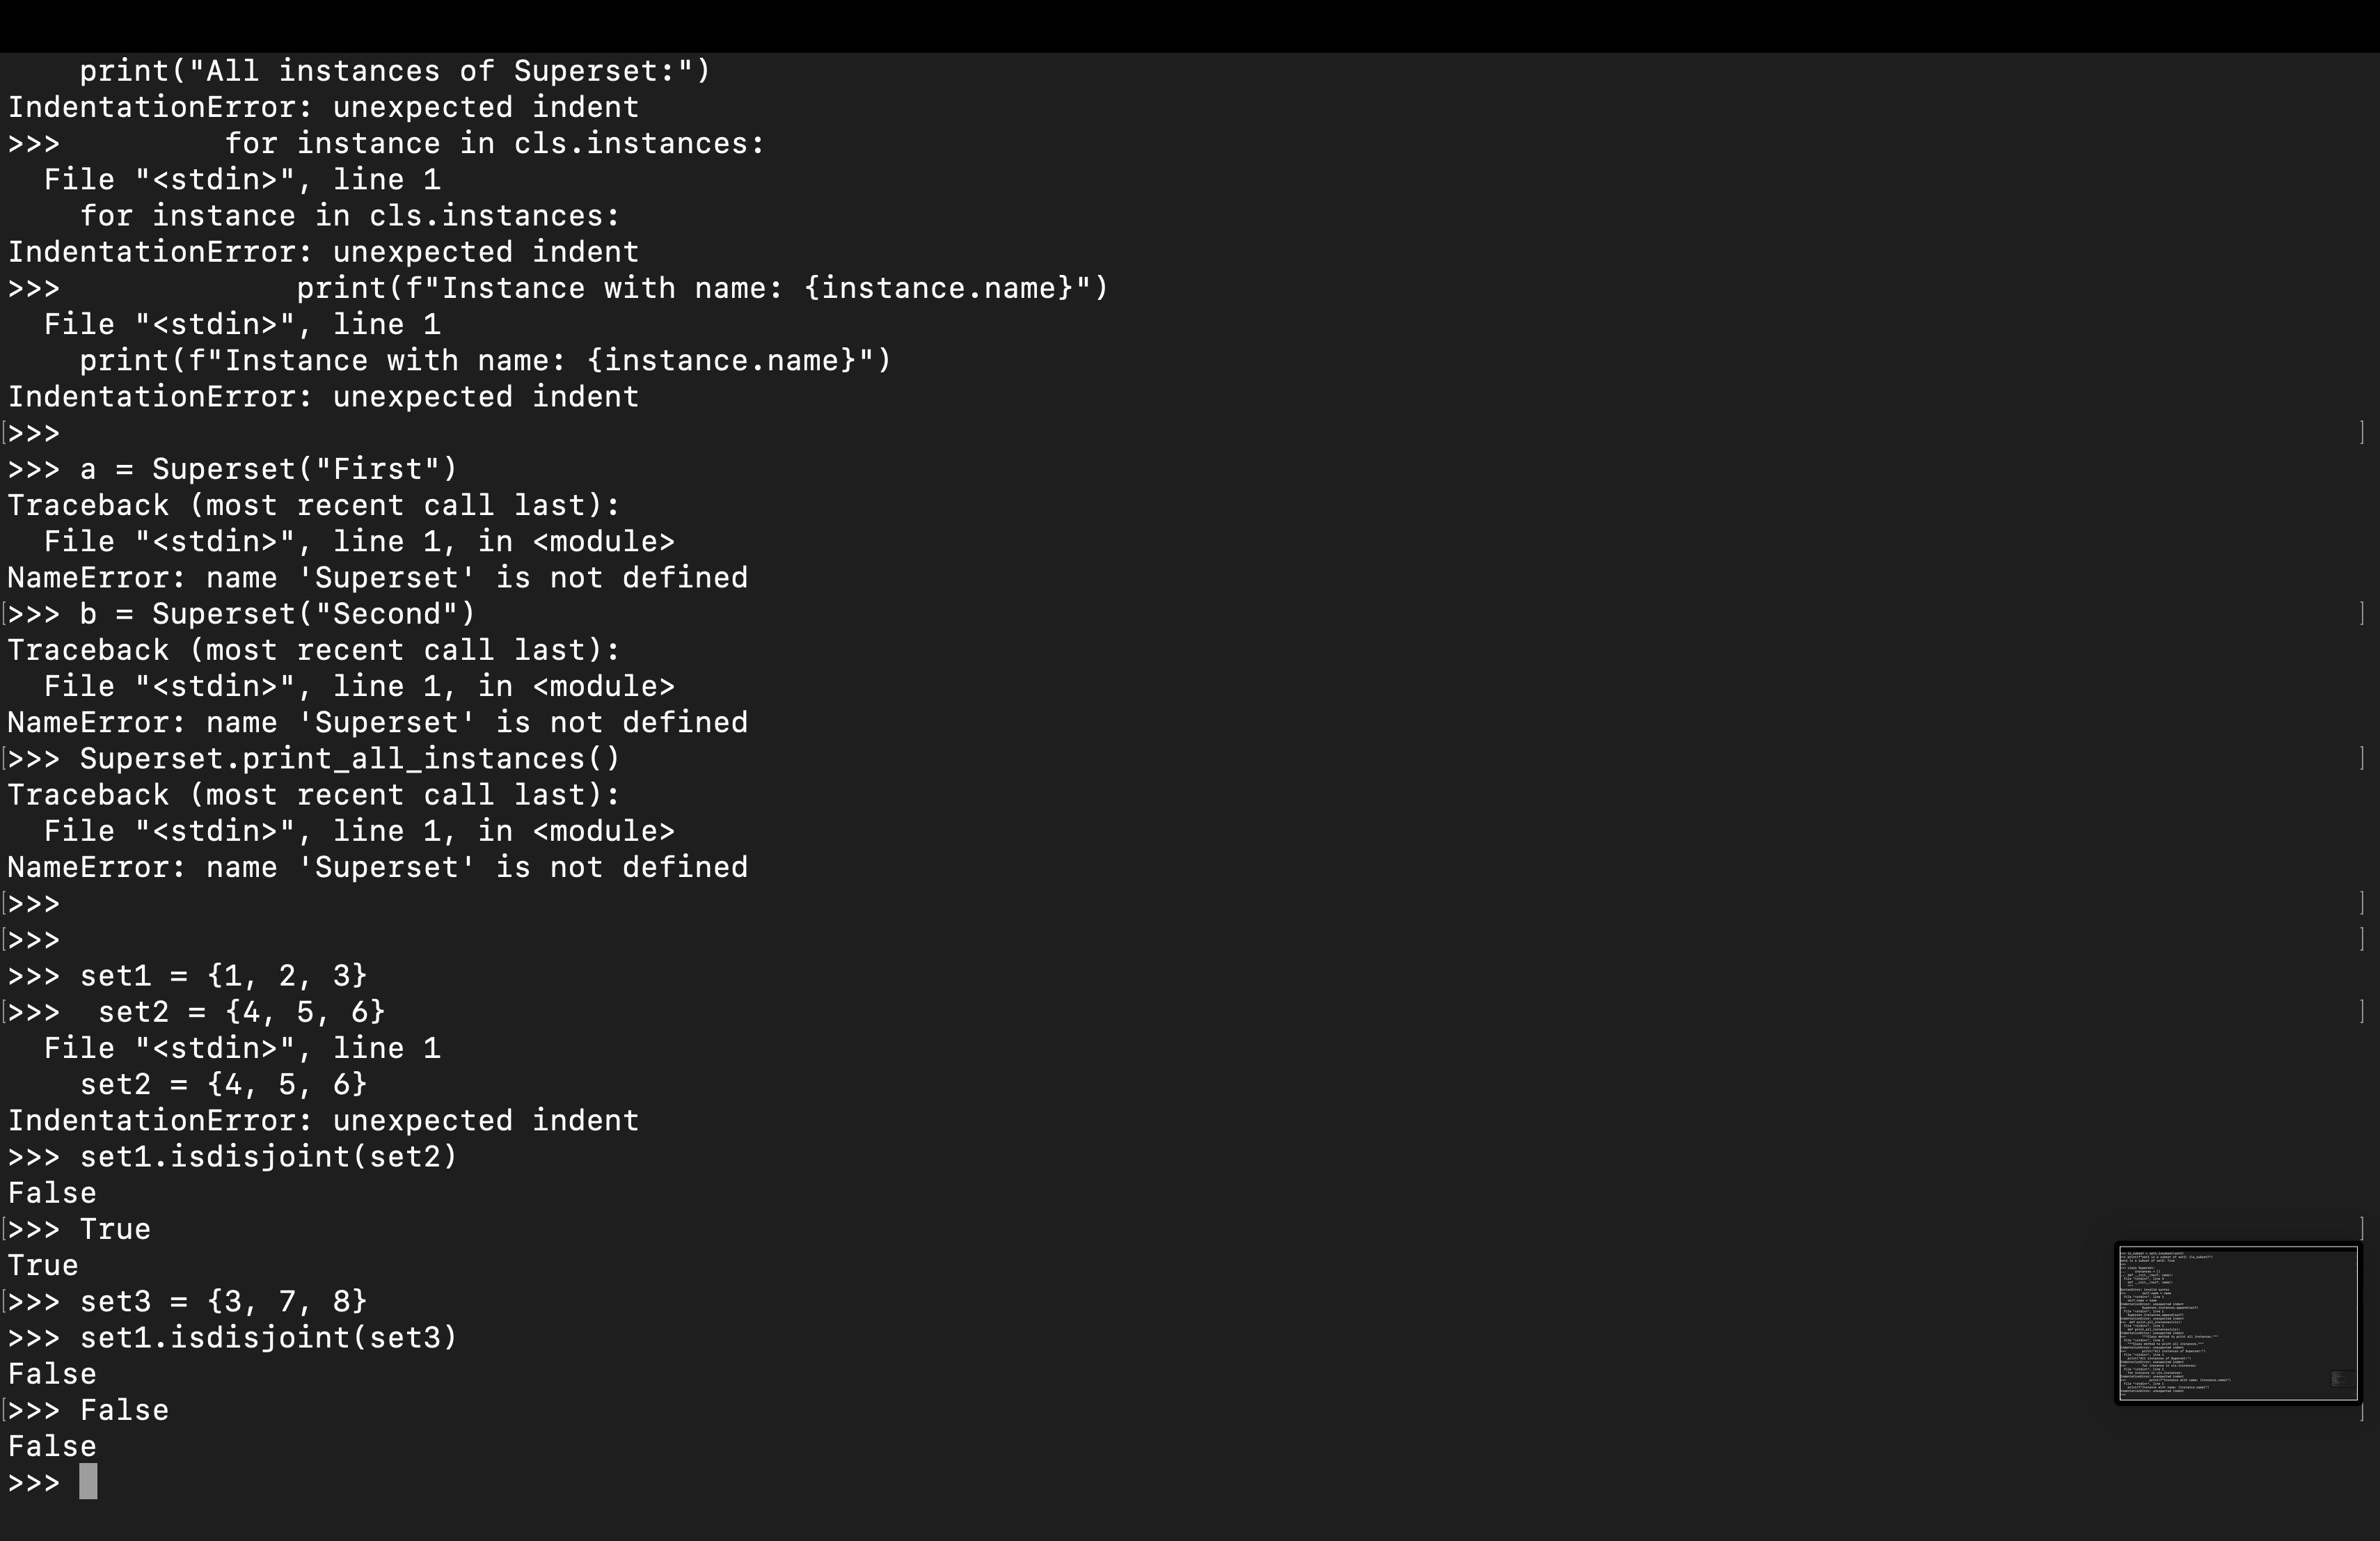 print("All instances of Superset:")
IndentationError: unexpected indent
>>>         for instance in cls.instances:
  File "<stdin>", line 1
    for instance in cls.instances:
IndentationError: unexpected indent
>>>             print(f"Instance with name: {instance.name}")
  File "<stdin>", line 1
    print(f"Instance with name: {instance.name}")
IndentationError: unexpected indent
[>>> ]
>>> a = Superset("First")
Traceback (most recent call last):
  File "<stdin>", line 1, in <module>
NameError: name 'Superset' is not defined
[>>> b = Superset("Second") ]
Traceback (most recent call last):
  File "<stdin>", line 1, in <module>
NameError: name 'Superset' is not defined
[>>> Superset.print_all_instances() ]
Traceback (most recent call last):
  File "<stdin>", line 1, in <module>
NameError: name 'Superset' is not defined
[>>> ]
[>>> ]
>>> set1 = {1, 2, 3}
[>>>  set2 = {4, 5, 6} ]
  File "<stdin>", line 1
    set2 = {4, 5, 6}
IndentationError: unexpected indent
>>> set1.isdisjoint(set2)
False
[>>> True ]
True
[>>> set3 = {3, 7, 8}
>>> set1.isdisjoint(set3)
False
[>>> False ]
False
>>>